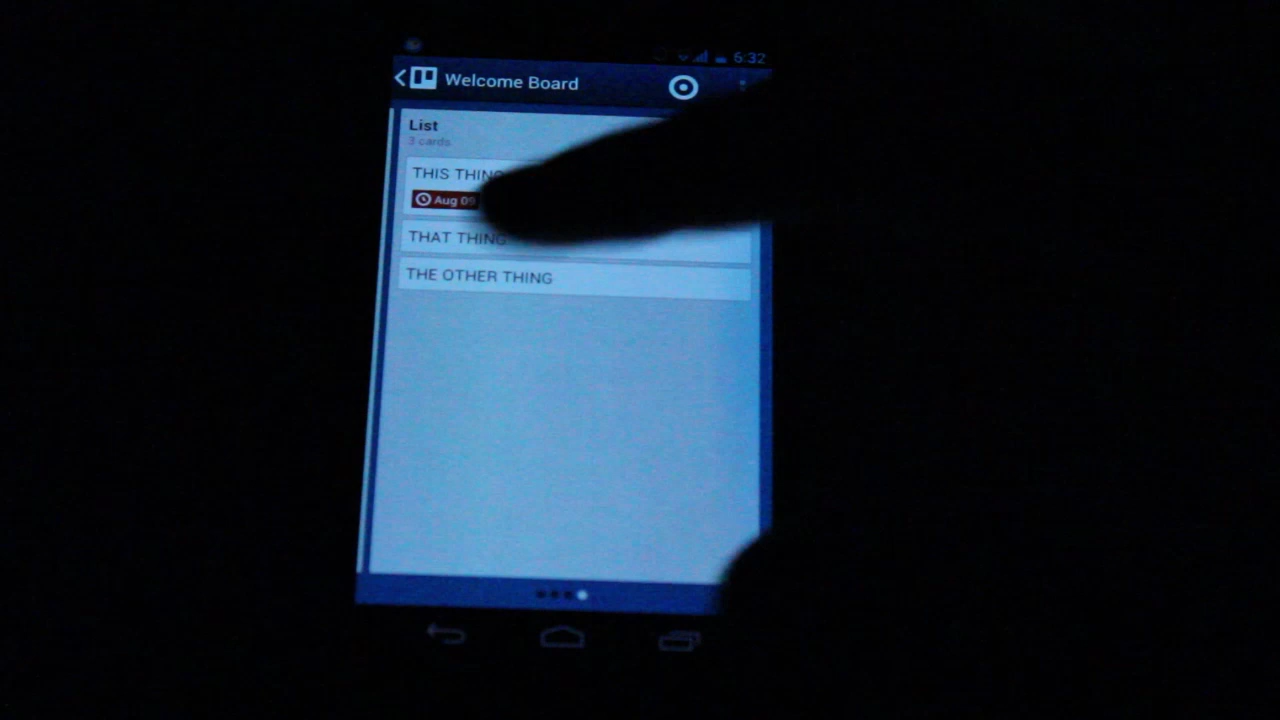 6:32
Welcome Board
List
3 cards
THIS THING
Aug 09
THAT THING
THE OTHER THING